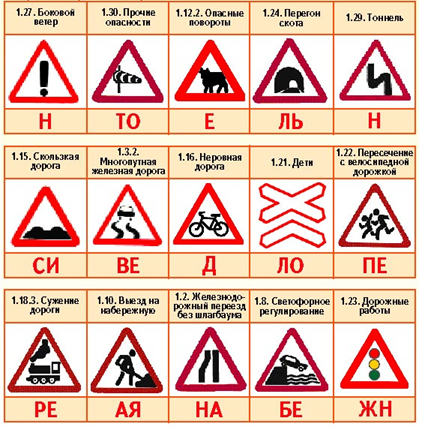 1.27. Боковой
ветер
1.30. Прочие
опасности
1.12.2. Опасные
повороты
1.24. Перегон
скота
1.29. Тоннель
Н
ТО
Е
ЛЬ
Н
1.15. Скользкая
дорога
1.3.2.
Многопутная
железная дорога
1.16. Неровная
дорога
1.21. Дети
1.22. Пересечение
с велосипедной
дорожкой
СИ
ВЕ
Д
ЛО
ПЕ
1.18.3. Сужение
дороги
1.10. Выезд на
набережную
1.2. Железнодо-
рожный переезд
без шлагбаума
1.8. Светофорное
регулирование
1.23. Дорожные
работы
РЕ
АЯ
НА
БЕ
ЖН